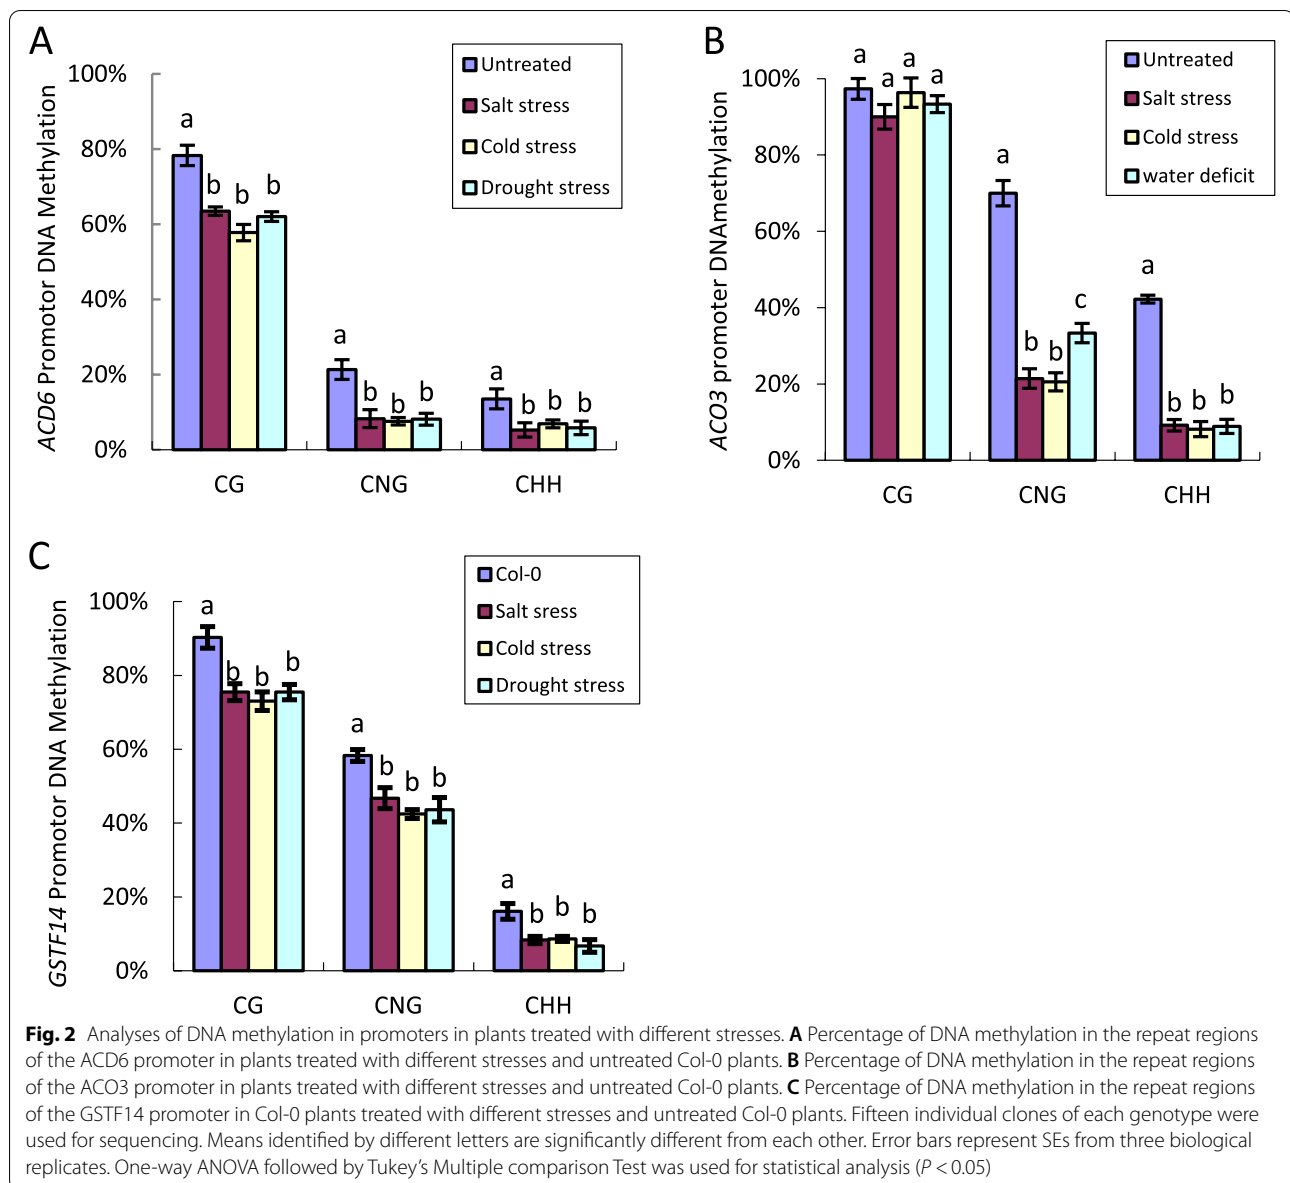 A
ACD6 Promotor DNA Methylation
100%
80%
60%
40%
20%
0%
a
b
b
b
a
b
b
b
a
b
b
b
CG
CNG
CHH
Untreated
Salt stress
Cold stress
Drought stress
B
ACO3 promoter DNAmethylation
100%
80%
60%
40%
20%
0%
a
a
a
a
a
b
b
c
a
b
b
b
CG
CNG
CHH
Untreated
Salt stress
Cold stress
water deficit
C
GSTF14 Promotor DNA Methylation
100%
80%
60%
40%
20%
0%
a
b
b
b
a
b
b
b
a
b
b
b
CG
CNG
CHH
Col-0
Salt sress
Cold stress
Drought stress
Fig. 2 Analyses of DNA methylation in promoters in plants treated with different stresses. A Percentage of DNA methylation in the repeat regions
of the ACD6 promoter in plants treated with different stresses and untreated Col-0 plants. B Percentage of DNA methylation in the repeat regions
of the ACO3 promoter in plants treated with different stresses and untreated Col-0 plants. C Percentage of DNA methylation in the repeat regions
of the GSTF14 promoter in Col-0 plants treated with different stresses and untreated Col-0 plants. Fifteen individual clones of each genotype were
used for sequencing. Means identified by different letters are significantly different from each other. Error bars represent SEs from three biological
replicates. One-way ANOVA followed by Tukey's Multiple comparison Test was used for statistical analysis (P < 0.05)